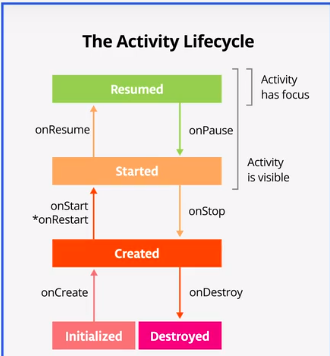 The Activity Lifecycle
Resumed
Activity
has focus
onResume
onPause
Activity
is visible
Started
onStart
*onRestart
onStop
Created
onCreate
onDestroy
Initialized
Destroyed